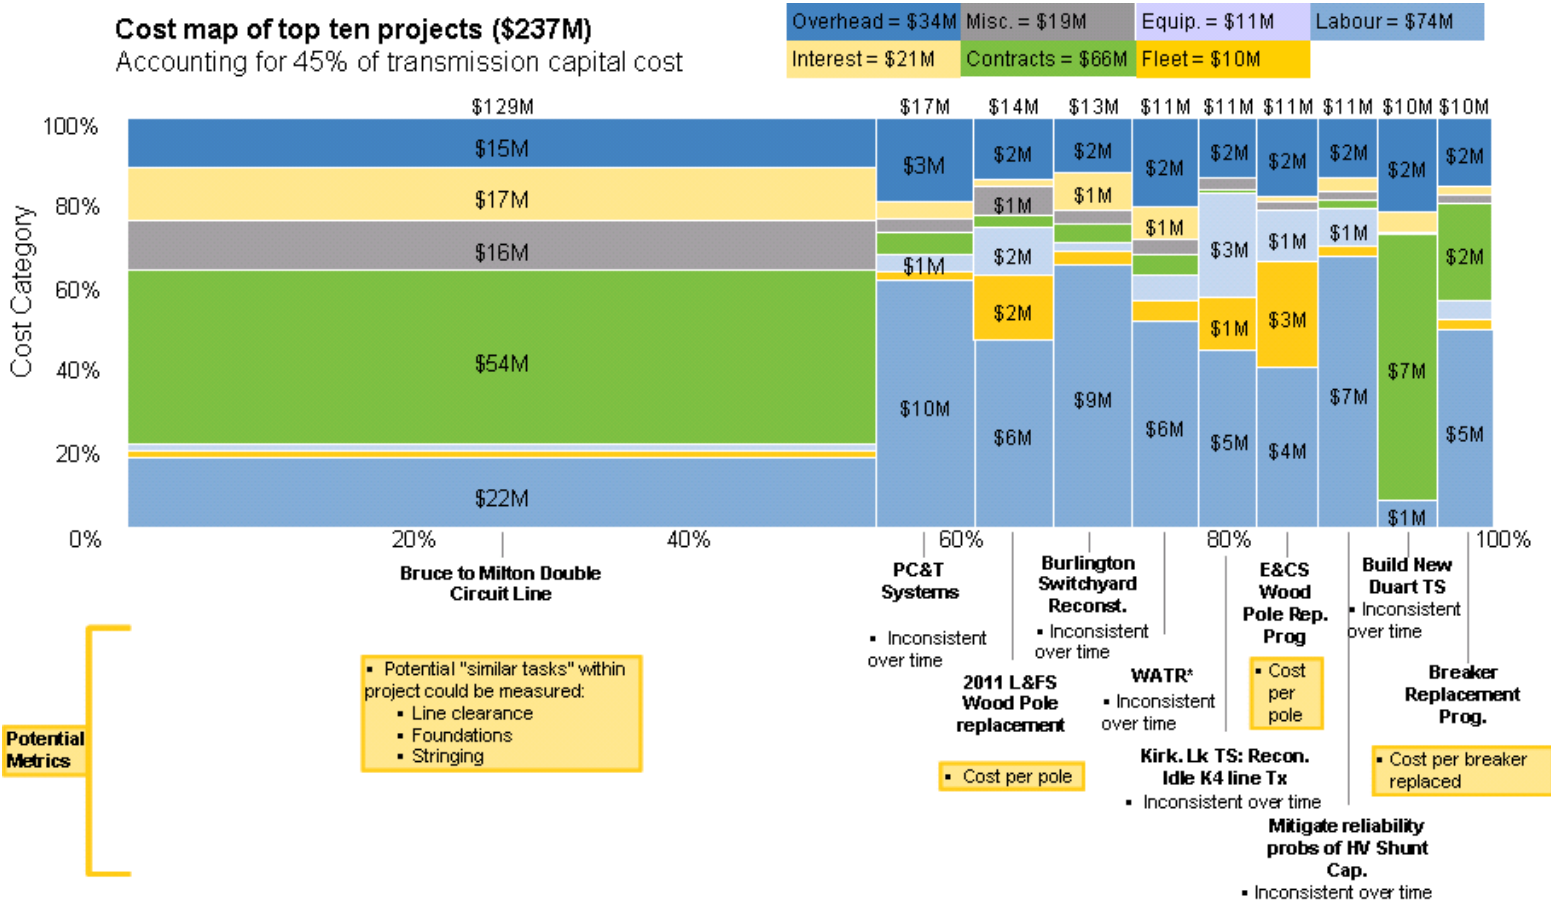 Cost map of top ten projects ($237M)
Accounting for 45% of transmission capital cost
Overhead = $34M Misc. = $19M Equip. = $11M Labour = $74M
Interest = $21M Contracts = $66M Fleet = $10M
$129M $17M $14M $13M $11M $11M $11M $11M $10M $10M
Cost Category
100%
80%
60%
40%
20%
0%
$15M
$17M
$16M
$54M
$22M
$3M
$1M
$10M
$2M
$1M
$2M
$2M
$6M
$2M
$1M
$9M
$2M
$1M
$6M
$2M
$3M
$1M
$5M
$2M
$1M
$3M
$4M
$2M
$1M
$7M
$2M
$7M
$1M
$2M
$2M
$5M
20% 40% 60% 80% 100%
Bruce to Milton Double
Circuit Line
PC&T
Systems
▪ Inconsistent
over time
2011 L&FS
Wood Pole
replacement
▪ Cost per pole
Burlington
Switchyard
Reconst.
▪ Inconsistent
over time
WATR*
▪ Inconsistent
over time
Kirk. Lk TS: Recon.
Idle K4 line Tx
▪ Inconsistent over time
E&CS
Wood
Pole Rep.
Prog
▪ Cost
per
pole
Mitigate reliability
probs of HV Shunt
Cap.
▪ Inconsistent over time
Build New
Duart TS
▪ Inconsistent
over time
Breaker
Replacement
Prog.
▪ Cost per breaker
replaced
Potential
Metrics
▪ Potential "similar tasks" within
project could be measured:
▪ Line clearance
▪ Foundations
▪ Stringing